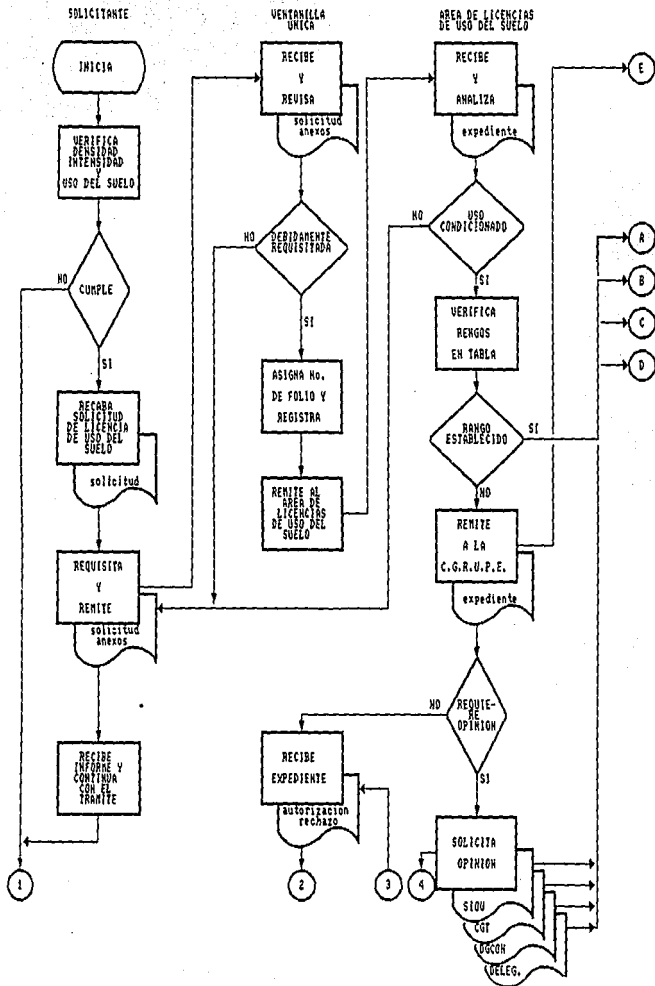 SOLICITANTE
INICIA
VERIFICA
DENSIDAD
INTENSIDAD
Y
USO DEL SUELO
NO
CUMPLE
SI
RECABA
SOLICITUD
DE LICENCIA
DE USO DEL
SUELO
solicitud
REQUISITA
Y
REMITE
solicitud
anexos
RECIBE
INFORME Y
CONTINUA
CON EL
TRAMITE
1
VENTANILLA
UNICA
RECIBE
Y
REVISA
solicitud
anexos
NO
DEBIDAMENTE
REQUISITADA
SI
ASIGNA No.
DE FOLIO Y
REGISTRA
REMITE AL
AREA DE
LICENCIAS
DE USO DEL
SUELO
RECIBE
EXPEDIENTE
autorizacion
rechazo
2
3
AREA DE LICENCIAS
DE USO DEL SUELO
RECIBE
Y
ANALIZA
expediente
NO
USO
CONDICIONADO
SI
VERIFICA
RENGOS
EN TABLA
RANGO
ESTABLECIDO
SI
NO
REMITE
A LA
C.G.R.U.P.E.
expediente
NO
REQUIE-
RE
OPINION
SI
SOLICITA
OPINION
4
CGT
DGCOH
DELEG.
E
A
B
C
D